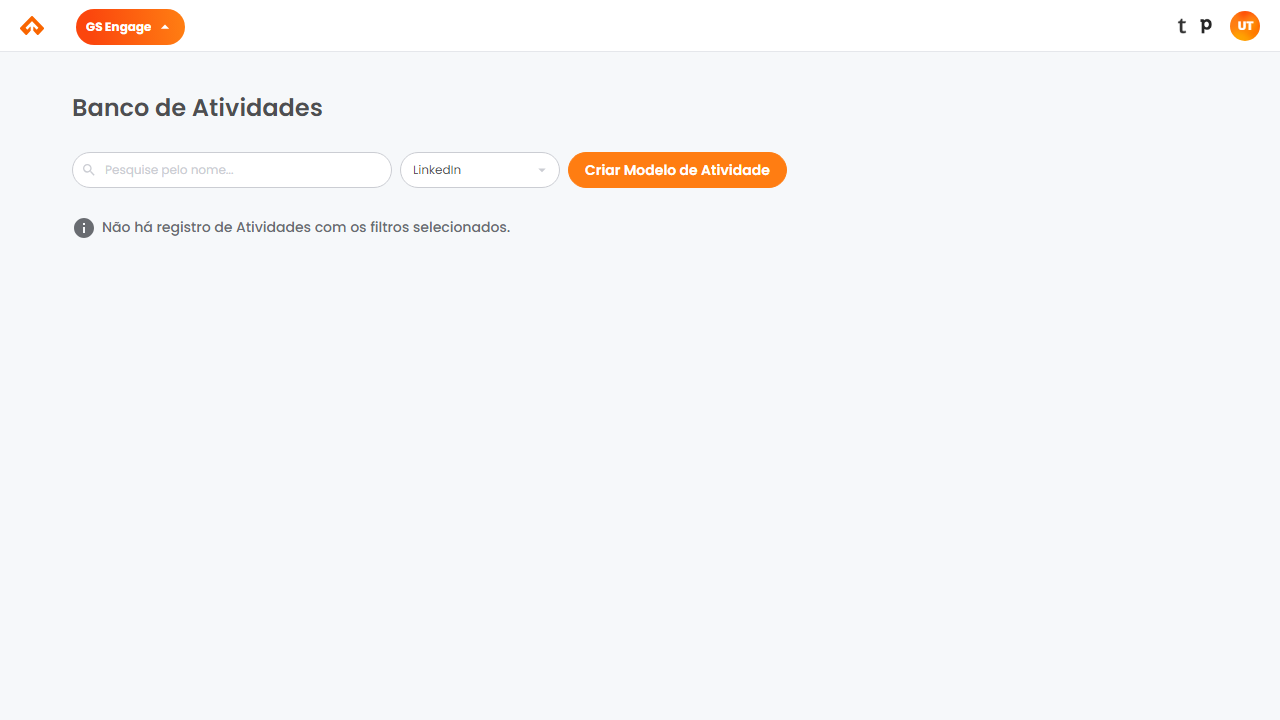 GS Engage
t p
UT
Banco de Atividades
Pesquise pelo nome...
LinkedIn
Criar Modelo de Atividade
Não há registro de Atividades com os filtros selecionados.